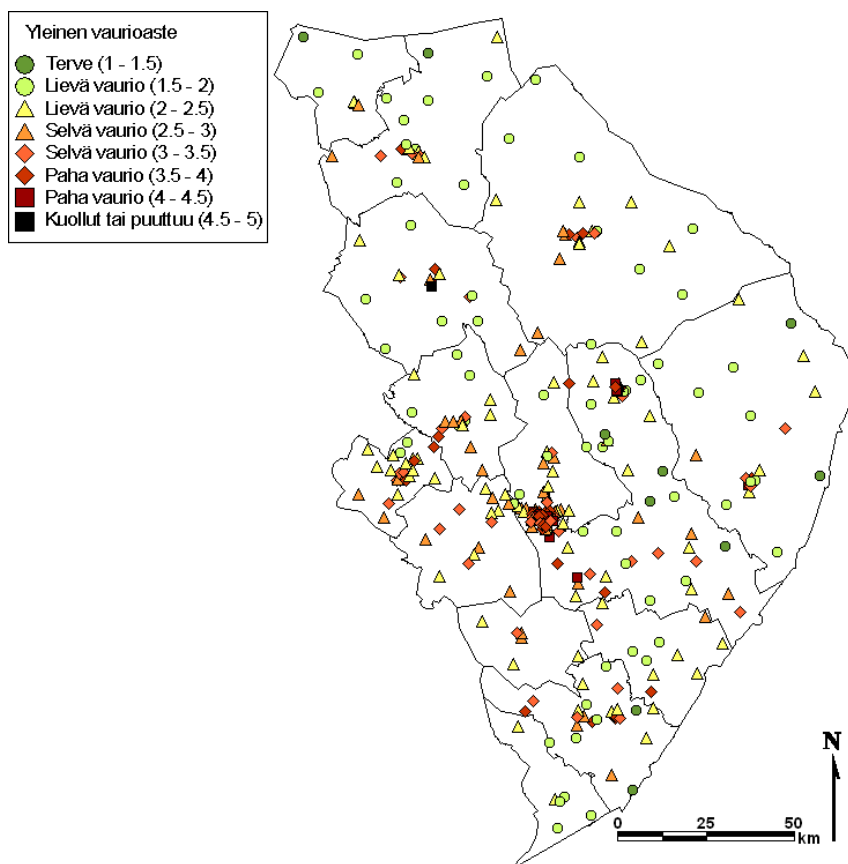 Yleinen vaurioaste
Terve (1 - 1.5)
Lievä vaurio (1.5 - 2)
Lievä vaurio (2 - 2.5)
Selvä vaurio (2.5 - 3)
Selvä vaurio (3 - 3.5)
Paha vaurio (3.5 - 4)
Paha vaurio (4 - 4.5)
Kuollut tai puuttuu (4.5 - 5)
N
0 25 50
km